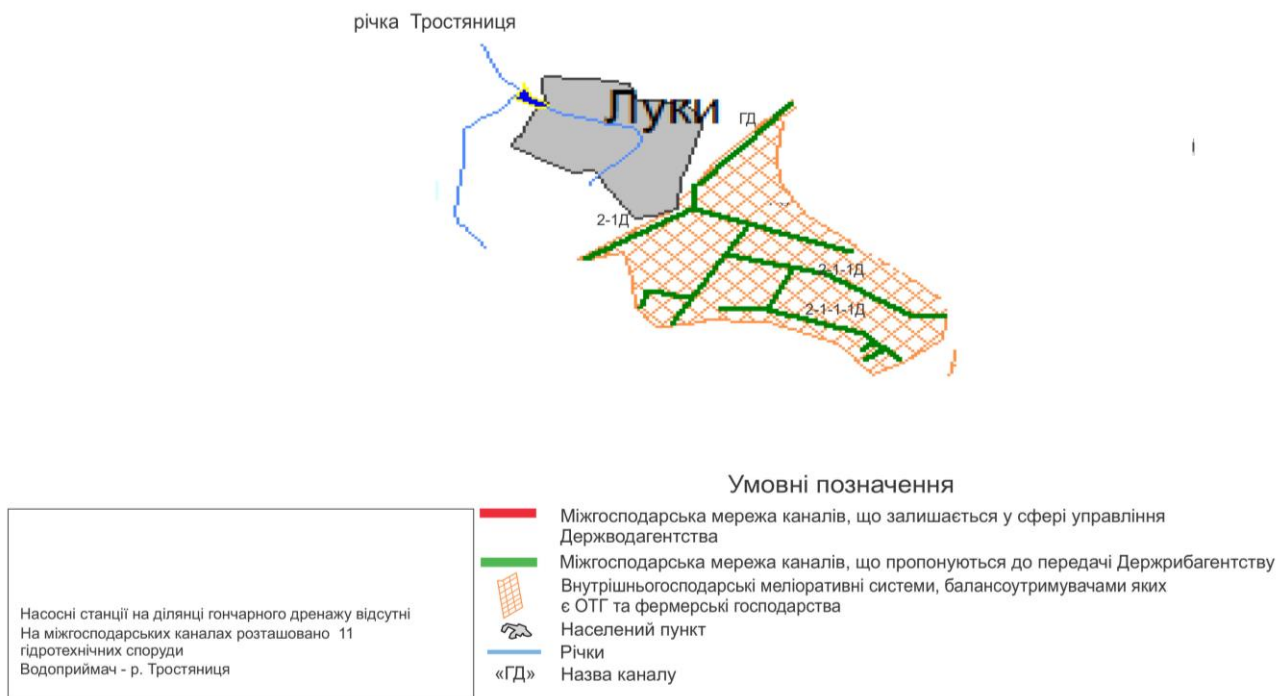 річка Тростяниця
Луки
ГД
2-1Д
2-1-1Д
2-1-1-1Д
Умовні позначення
Міжгосподарська мережа каналів, що залишається у сфері управління
Держводагентства
Міжгосподарська мережа каналів, що пропонуються до передачі Держрибагентству
Внутрішньогосподарські меліоративні системи, балансоутримувачами яких
є ОТГ та фермерські господарства
Населений пункт
Річки
«ГД» Назва каналу
Насосні станції на ділянці гончарного дренажу відсутні
На міжгосподарських каналах розташовано 11
гідротехнічних споруди
Водоприймач - р. Тростяниця